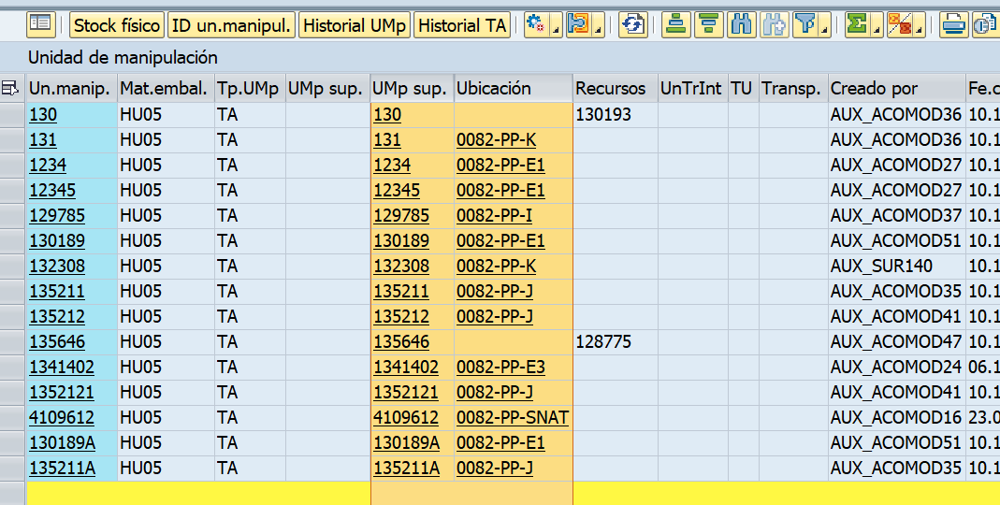 Stock físico ID un.manipul. Historial UMp Historial TA
Unidad de manipulación
Un.manip. Mat.embal. Tp.UMp UMp sup. UMp sup. Ubicación Recursos UnTrInt TU Transp. Creado por Fe.c
130 HU05 TA 130 130193 AUX_ACOMOD36 10.1
131 HU05 TA 131 0082-PP-K AUX_ACOMOD36 10.1
1234 HU05 TA 1234 0082-PP-E1 AUX_ACOMOD27 10.1
12345 HU05 TA 12345 0082-PP-E1 AUX_ACOMOD27 10.1
129785 HU05 TA 129785 0082-PP-I AUX_ACOMOD37 10.1
130189 HU05 TA 130189 0082-PP-E1 AUX_ACOMOD51 10.1
132308 HU05 TA 132308 0082-PP-K AUX_SUR140 10.1
135211 HU05 TA 135211 0082-PP-J AUX_ACOMOD35 10.1
135212 HU05 TA 135212 0082-PP-J AUX_ACOMOD41 10.1
135646 HU05 TA 135646 128775 AUX_ACOMOD47 10.1
1341402 HU05 TA 1341402 0082-PP-E3 AUX_ACOMOD24 06.1
1352121 HU05 TA 1352121 0082-PP-J AUX_ACOMOD41 10.1
4109612 HU05 TA 4109612 0082-PP-SNAT AUX_ACOMOD16 23.0
130189A HU05 TA 130189A 0082-PP-E1 AUX_ACOMOD51 10.1
135211A HU05 TA 135211A 0082-PP-J AUX_ACOMOD35 10.1